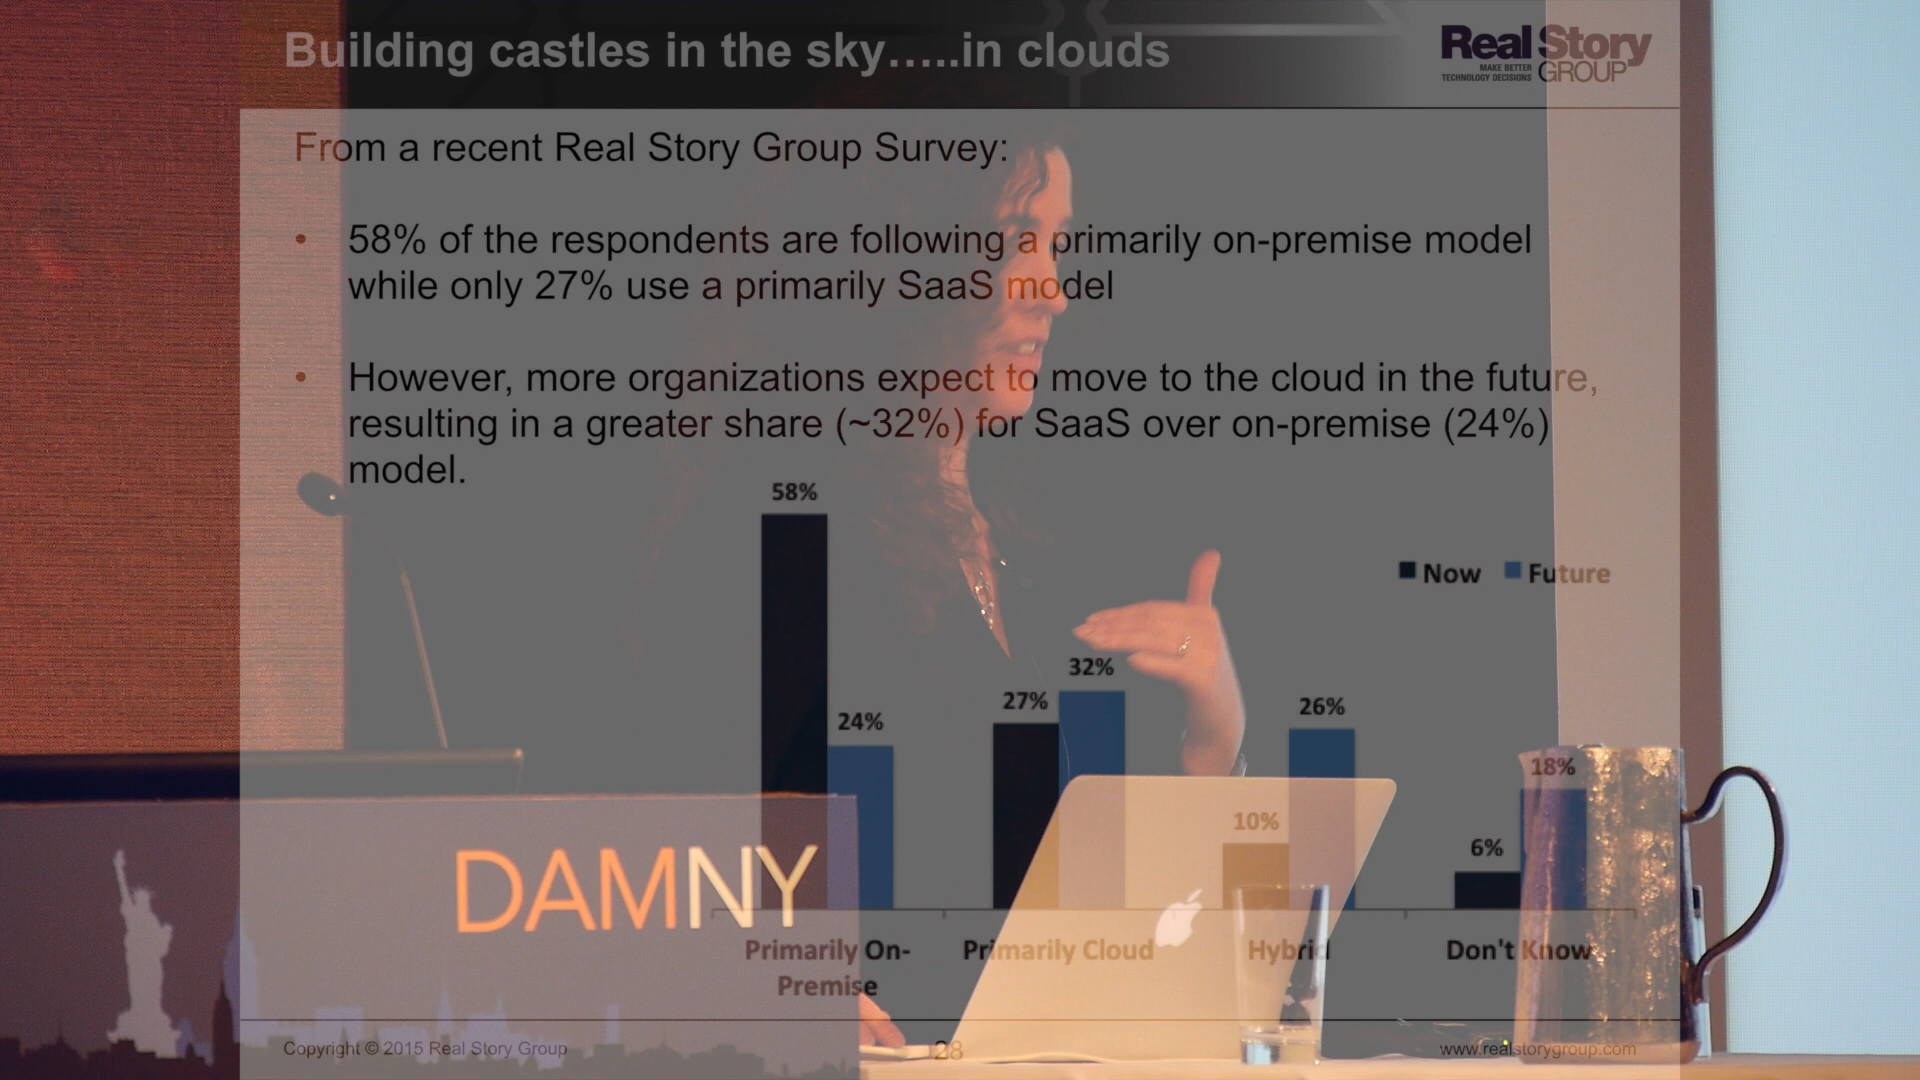 Building castles in the sky…..in clouds
Real Story
MAKE BETTER
TECHNOLOGY DECISIONS GROUP
From a recent Real Story Group Survey:
• 58% of the respondents are following a primarily on-premise model
while only 27% use a primarily SaaS model
• However, more organizations expect to move to the cloud in the future,
resulting in a greater share (~32%) for SaaS over on-premise (24%)
model.
58%
Now Future
32%
27%
26%
24%
18%
10%
6%
DAMNY
Primarily On-
Premise
Primarily Cloud
Hybrid
Don't Know
Copyright © 2015 Real Story Group
28
www.realstorygroup.com